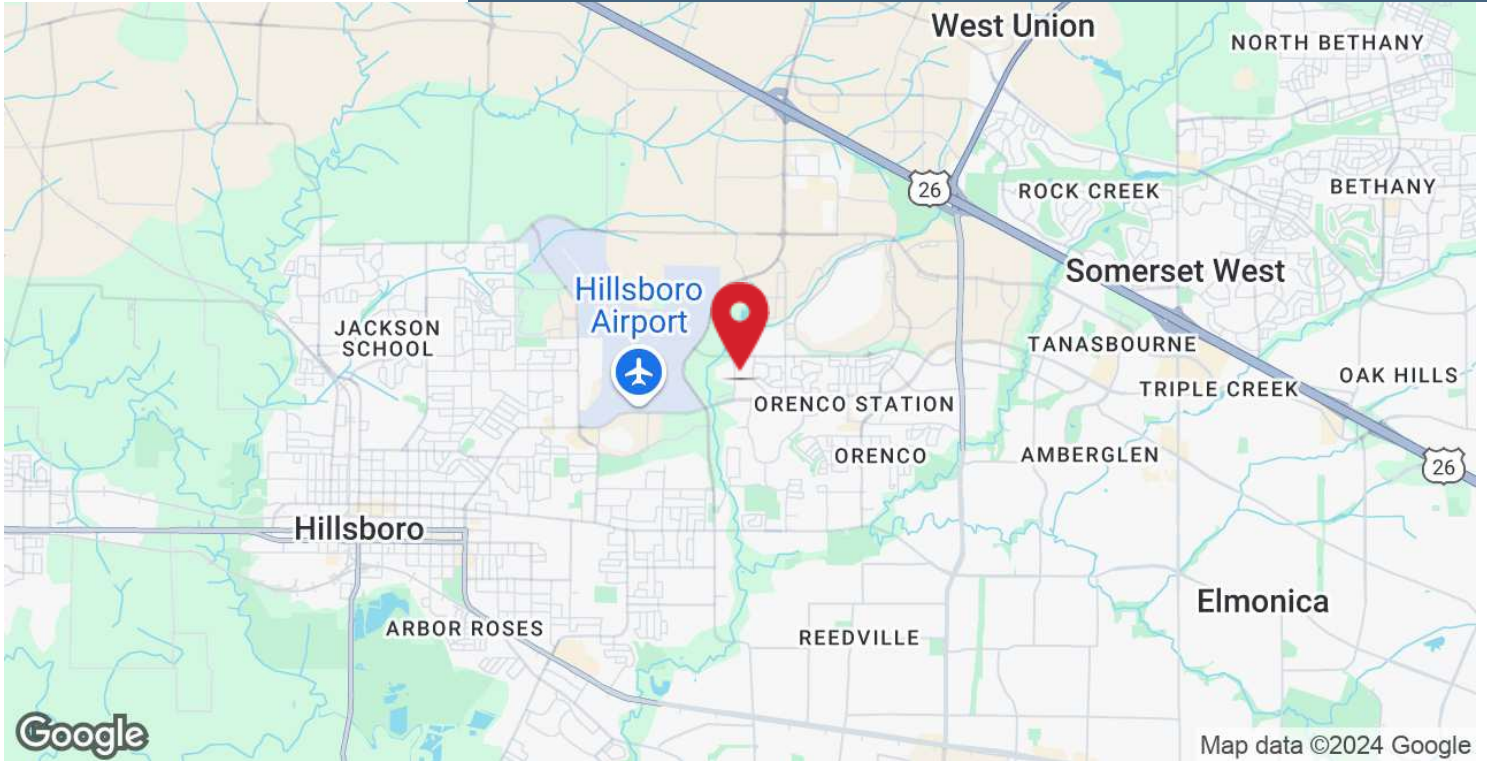 West Union
NORTH BETHANY
26
ROCK CREEK
BETHANY
Somerset West
Hillsboro
Airport
JACKSON
SCHOOL
TANASBOURNE
OAK HILLS
TRIPLE CREEK
ORENCO STATION
ORENCO
AMBERGLEN
26
Hillsboro
Elmonica
ARBOR ROSES
REEDVILLE
Google
Map data ©2024 Google